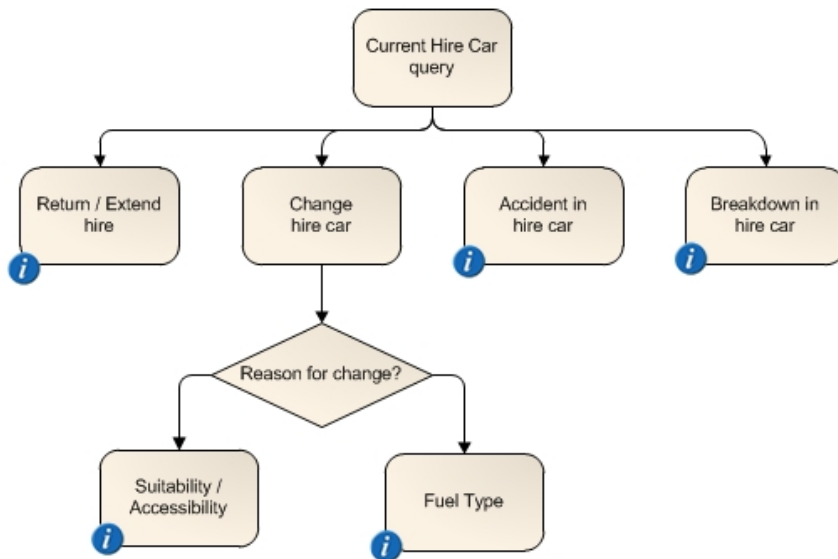 Current Hire Car
query
Return / Extend
hire
Change
hire car
Accident in
hire car
Breakdown in
hire car
i
i
i
Reason for change?
Suitability /
Accessibility
Fuel Type
i
i